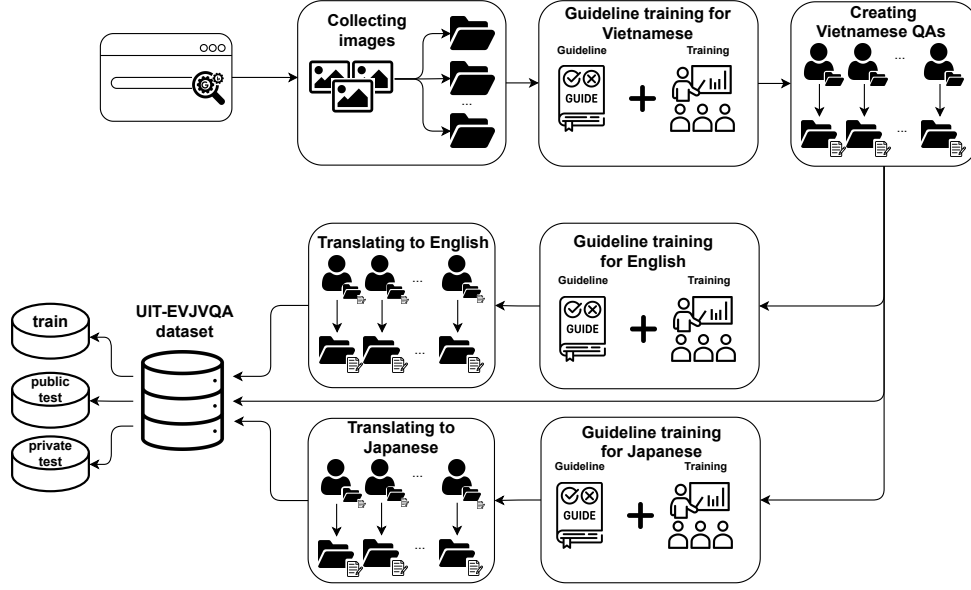 Collecting
images
...
Guideline training for
Vietnamese
Guideline
Training
GUIDE
Creating
Vietnamese QAs
...
...
Translating to English
...
...
Guideline training
for English
Guideline
Training
GUIDE
UIT-EVJVQA
dataset
train
public
test
private
test
Translating to
Japanese
...
...
Guideline training
for Japanese
Guideline
Training
GUIDE